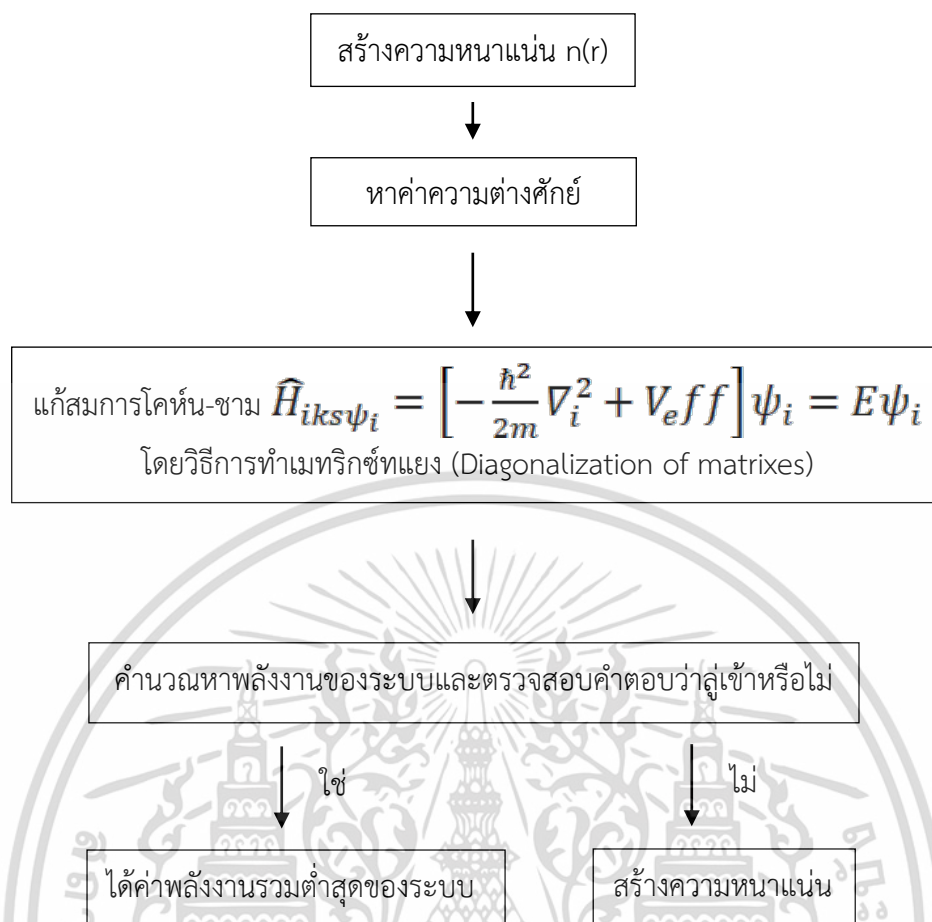 สร้างความหนาแน่น n(r)
หาค่าความต่างศักย์
แก้สมการโคห์น-ชาม Ĥ_{iksψ_i} = [-ℏ²/2m ∇_i² + V_eff]ψ_i = Eψ_i
โดยวิธีการทำเมทริกซ์ทแยง (Diagonalization of matrixes)
คำนวณหาพลังงานของระบบและตรวจสอบคำตอบว่าลู่เข้าหรือไม่
ใช่ ไม่
ได้ค่าพลังงานรวมต่ำสุดของระบบ สร้างความหนาแน่น